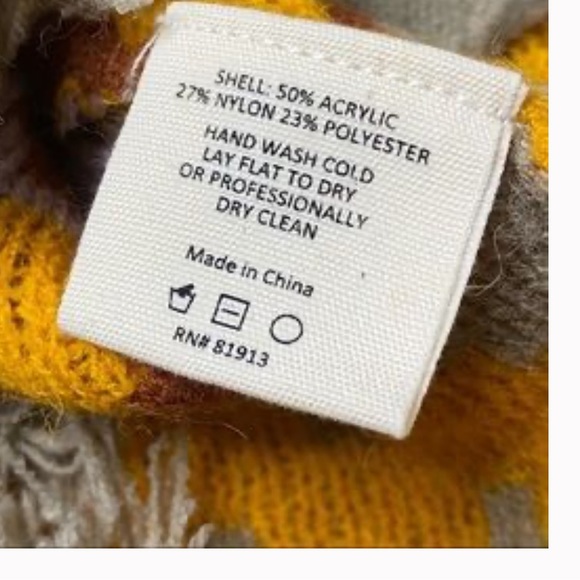 SHELL: 50% ACRYLIC
27% NYLON 23% POLYESTER
HAND WASH COLD
LAY FLAT TO DRY
OR PROFESSIONALLY
DRY CLEAN
Made in China
RN# 81913